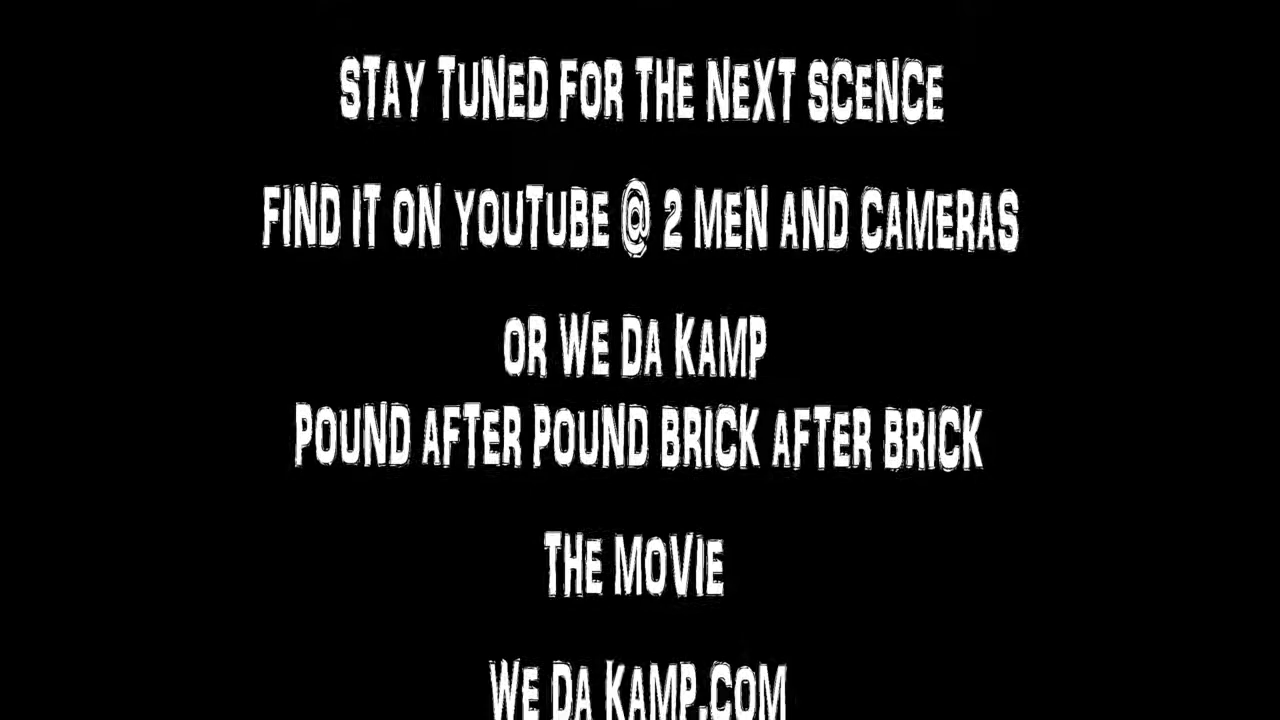 STAY TUNED FOR THE NEXT SCENCE
FIND IT ON YOUTUBE @ 2 MEN AND CAMERAS
OR WE DA KAMP
POUND AFTER POUND BRICK AFTER BRICK
THE MOVIE
WE DA KAMP.COM